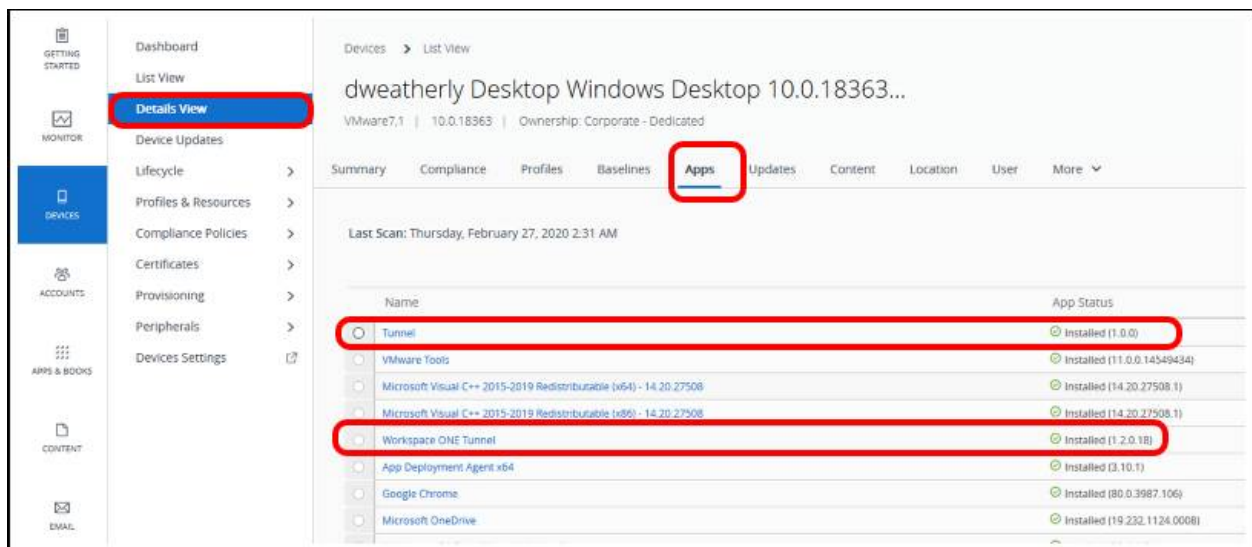 GETTING STARTED
MONITOR
DEVICES
ACCOUNTS
APPS & BOOKS
CONTENT
EMAIL
Dashboard
List View
Details View
Device Updates
Lifecycle
Profiles & Resources
Compliance Policies
Certificates
Provisioning
Peripherals
Devices Settings
Devices > List View
dweatherly Desktop Windows Desktop 10.0.18363...
VMware7,1 | 10.0.18363 | Ownership: Corporate - Dedicated
Summary Compliance Profiles Baselines Apps Updates Content Location User More
Last Scan: Thursday, February 27, 2020 2:31 AM
Name App Status
Tunnel Installed (1.0.0)
VMware Tools Installed (11.0.0.14549434)
Microsoft Visual C++ 2015-2019 Redistributable (x64) - 14.20.27508 Installed (14.20.27508.1)
Microsoft Visual C++ 2015-2019 Redistributable (x86) - 14.20.27508 Installed (14.20.27508.1)
Workspace ONE Tunnel Installed (1.2.0.18)
App Deployment Agent x64 Installed (3.10.1)
Google Chrome Installed (80.0.3987.106)
Microsoft OneDrive Installed (19.232.1124.0008)